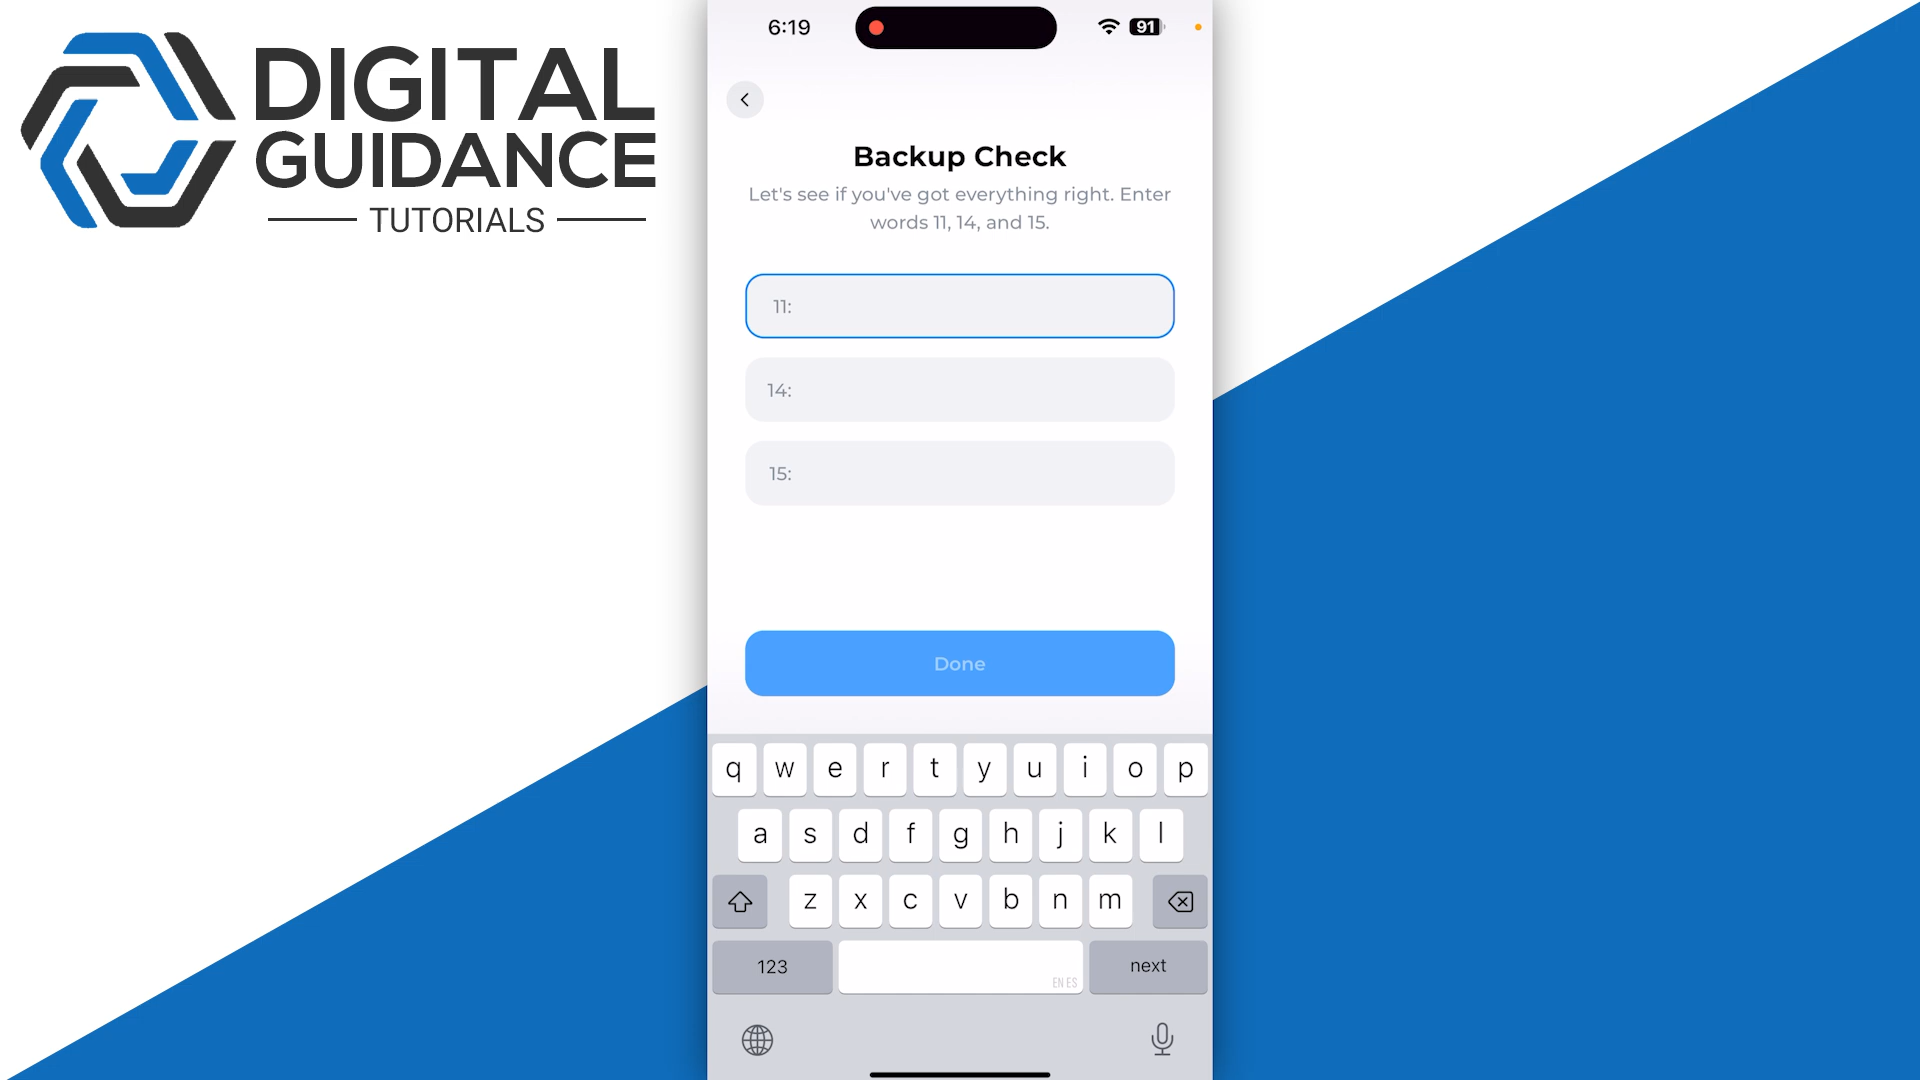 DIGITAL
GUIDANCE
TUTORIALS
6:19
91
Backup Check
Let's see if you've got everything right. Enter
words 11, 14, and 15.
11:
14:
15:
Done
q w e r t y u i o p
a s d f g h j k l
z x c v b n m
123
EN ES
next